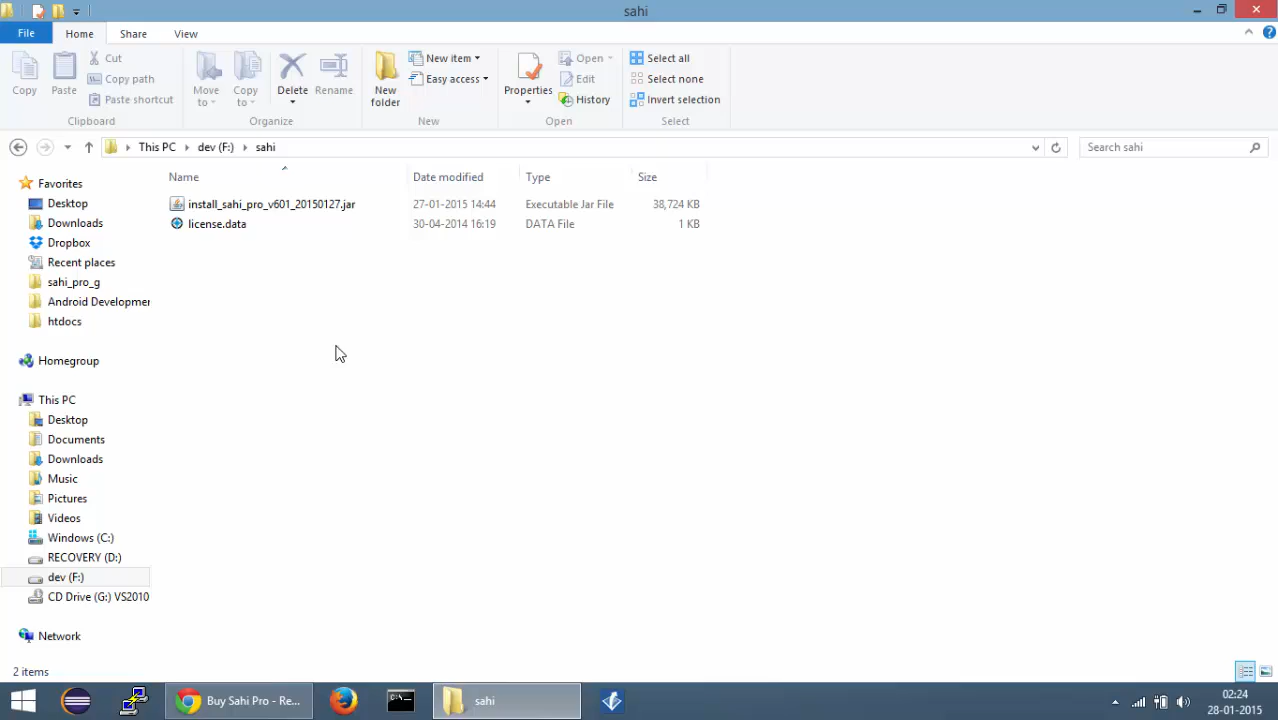 sahi
File Home Share View
Copy
Paste
Cut
Copy path
Paste shortcut
Clipboard
Move to
Copy to
Delete
Rename
Organize
New folder
New item
Easy access
New
Properties
Open
Edit
History
Open
Select all
Select none
Invert selection
Select
This PC dev (F:) sahi
Search sahi
Name Date modified Type Size
install_sahi_pro_v601_20150127.jar 27-01-2015 14:44 Executable Jar File 38,724 KB
license.data 30-04-2014 16:19 DATA File 1 KB
Favorites
Desktop
Downloads
Dropbox
Recent places
sahi_pro_g
Android Developmen
htdocs
Homegroup
This PC
Desktop
Documents
Downloads
Music
Pictures
Videos
Windows (C:)
RECOVERY (D:)
dev (F:)
CD Drive (G:) VS2010
Network
2 items
Buy Sahi Pro - Re...
sahi
02:24
28-01-2015